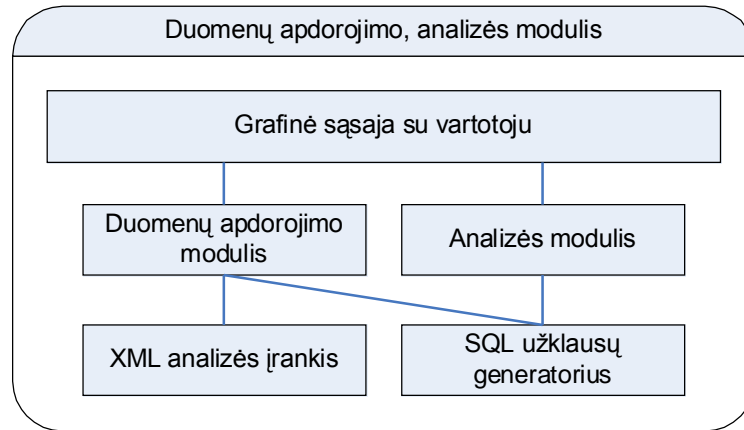 Duomenų apdorojimo, analizės modulis
Grafinė sąsaja su vartotoju
Duomenų apdorojimo
modulis
Analizės modulis
XML analizės įrankis
SQL užklausų
generatorius